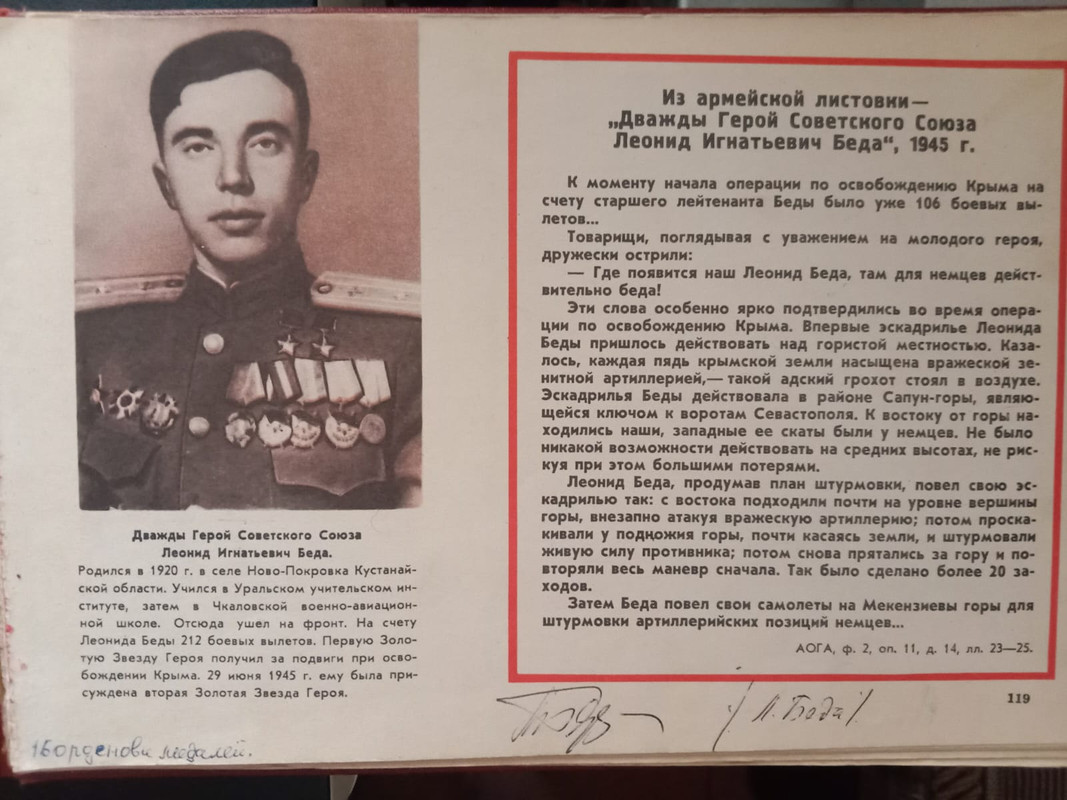 Дважды Герой Советского Союза
Леонид Игнатьевич Беда.
Родился в 1920 г. в селе Ново-Покровка Кустанай-
ской области. Учился в Уральском учительском ин-
ституте, затем в Чкаловской военно-авиацион-
ной школе. Отсюда ушел на фронт. На счету
Леонида Беды 212 боевых вылетов. Первую Золо-
тую Звезду Героя получил за подвиги при осво-
бождении Крыма. 29 июня 1945 г. ему была при-
суждена вторая Золотая Звезда Героя.
орденов и медалей.
Из армейской листовки—
„Дважды Герой Советского Союза
Леонид Игнатьевич Беда“, 1945 г.
К моменту начала операции по освобождению Крыма на
счету старшего лейтенанта Беды было уже 106 боевых вы-
летов...
Товарищи, поглядывая с уважением на молодого героя,
дружески острили:
— Где появится наш Леонид Беда, там для немцев дейст-
вительно беда!
Эти слова особенно ярко подтвердились во время опера-
ции по освобождению Крыма. Впервые эскадрилье Леонида
Беды пришлось действовать над гористой местностью. Каза-
лось, каждая пядь крымской земли насыщена вражеской зе-
нитной артиллерией,— такой адский грохот стоял в воздухе.
Эскадрилья Беды действовала в районе Сапун-горы, являю-
щейся ключом к воротам Севастополя. К востоку от горы на-
ходились наши, западные ее скаты были у немцев. Не было
никакой возможности действовать на средних высотах, не рис-
куя при этом большими потерями.
Леонид Беда, продумав план штурмовки, повел свою эс-
кадрилью так: с востока подходили почти на уровне вершины
горы, внезапно атакуя вражескую артиллерию; потом проска-
кивали у подножия горы, почти касаясь земли, и штурмовали
живую силу противника; потом снова прятались за гору и по-
вторяли весь маневр сначала. Так было сделано более 20 за-
ходов.
Затем Беда повел свои самолеты на Мекензиевы горы для
штурмовки артиллерийских позиций немцев...
АОГА, ф. 2, оп. 11, д. 14, лл. 23—25.
119
/Л. Беда/